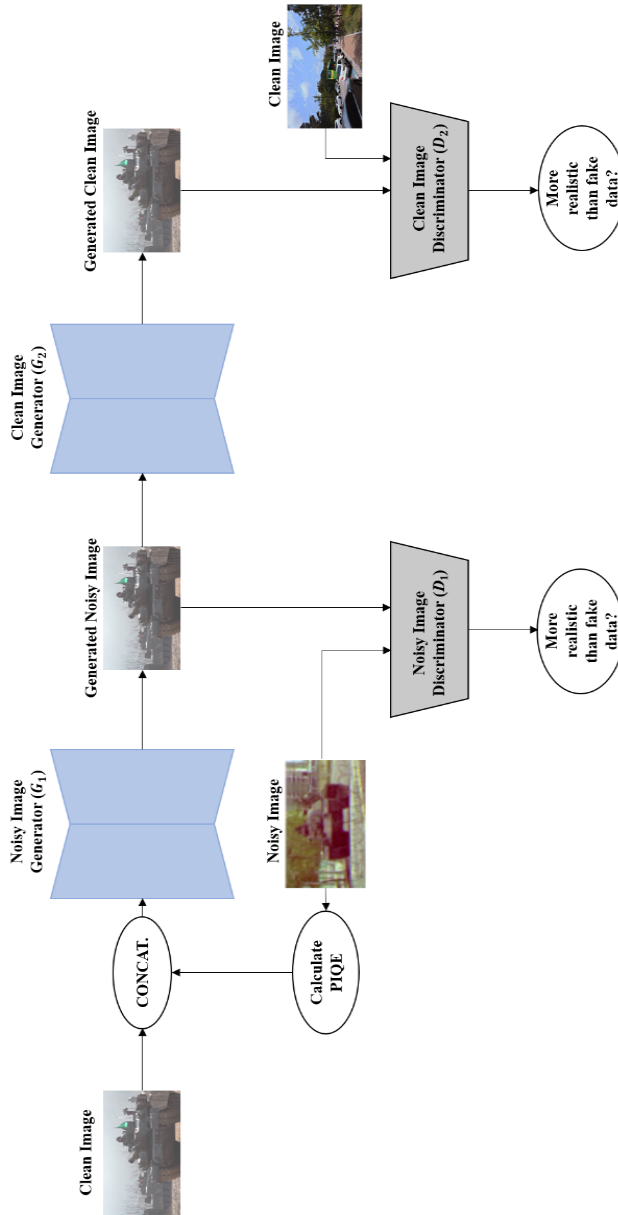 Clean Image
CONCAT.
Calculate
PIQE
Noisy Image
Generator (G₁)
Noisy Image
Generated Noisy Image
Noisy Image
Discriminator (D₁)
More
realistic
than fake
data?
Clean Image
Generator (G₂)
Generated Clean Image
Clean Image
Clean Image
Discriminator (D₂)
More
realistic
than fake
data?